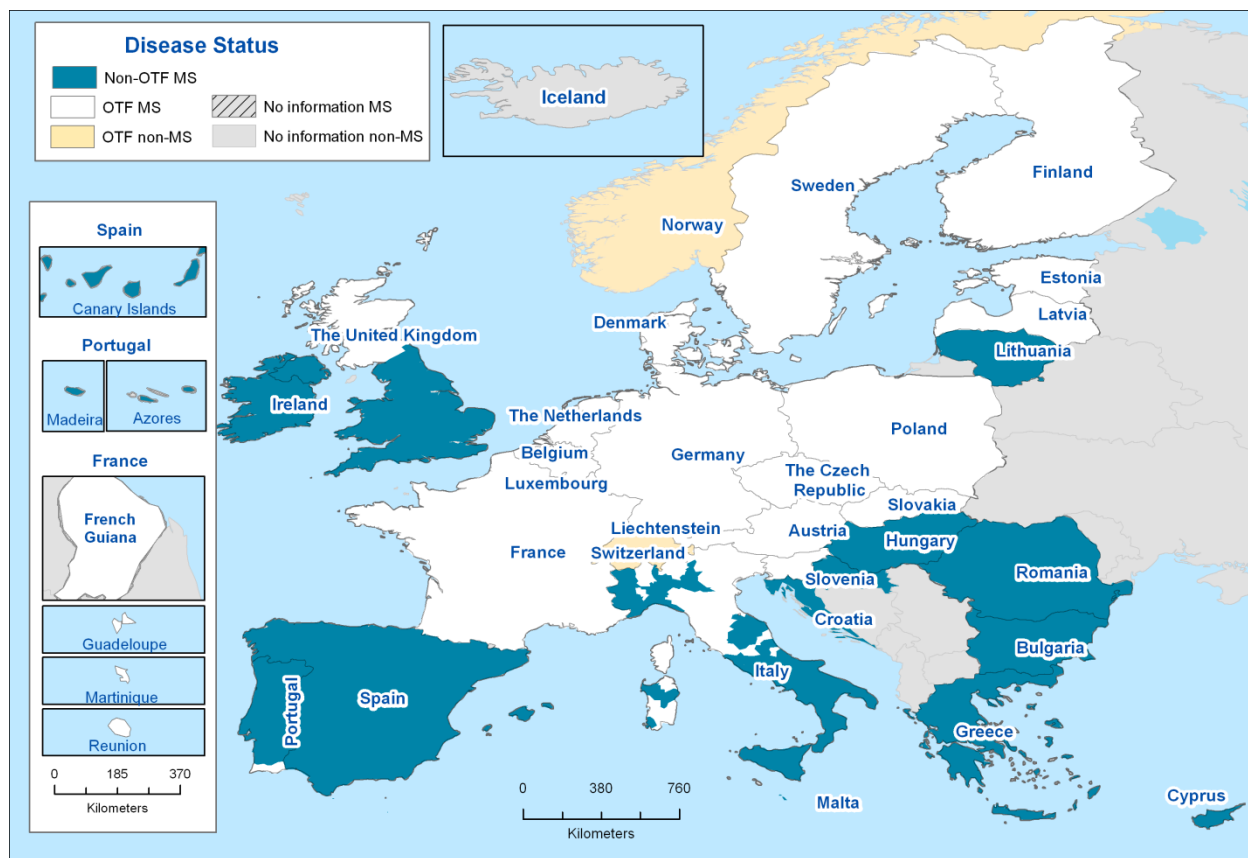 Disease Status
Non-OTF MS
OTF MS
No information MS
OTF non-MS
No information non-MS
Iceland
Spain
Canary Islands
Portugal
Madeira
Azores
France
French
Guiana
Guadeloupe
Martinique
Reunion
0 185 370
Kilometers
Finland
Sweden
Norway
Estonia
Latvia
Denmark
The United Kingdom
Lithuania
Ireland
The Netherlands
Poland
Belgium
Germany
The Czech
Republic
Luxembourg
Slovakia
Liechtenstein
Austria
Hungary
France
Switzerland
Slovenia
Romania
Croatia
Bulgaria
Italy
Portugal
Spain
Greece
Malta
Cyprus
0 380 760
Kilometers